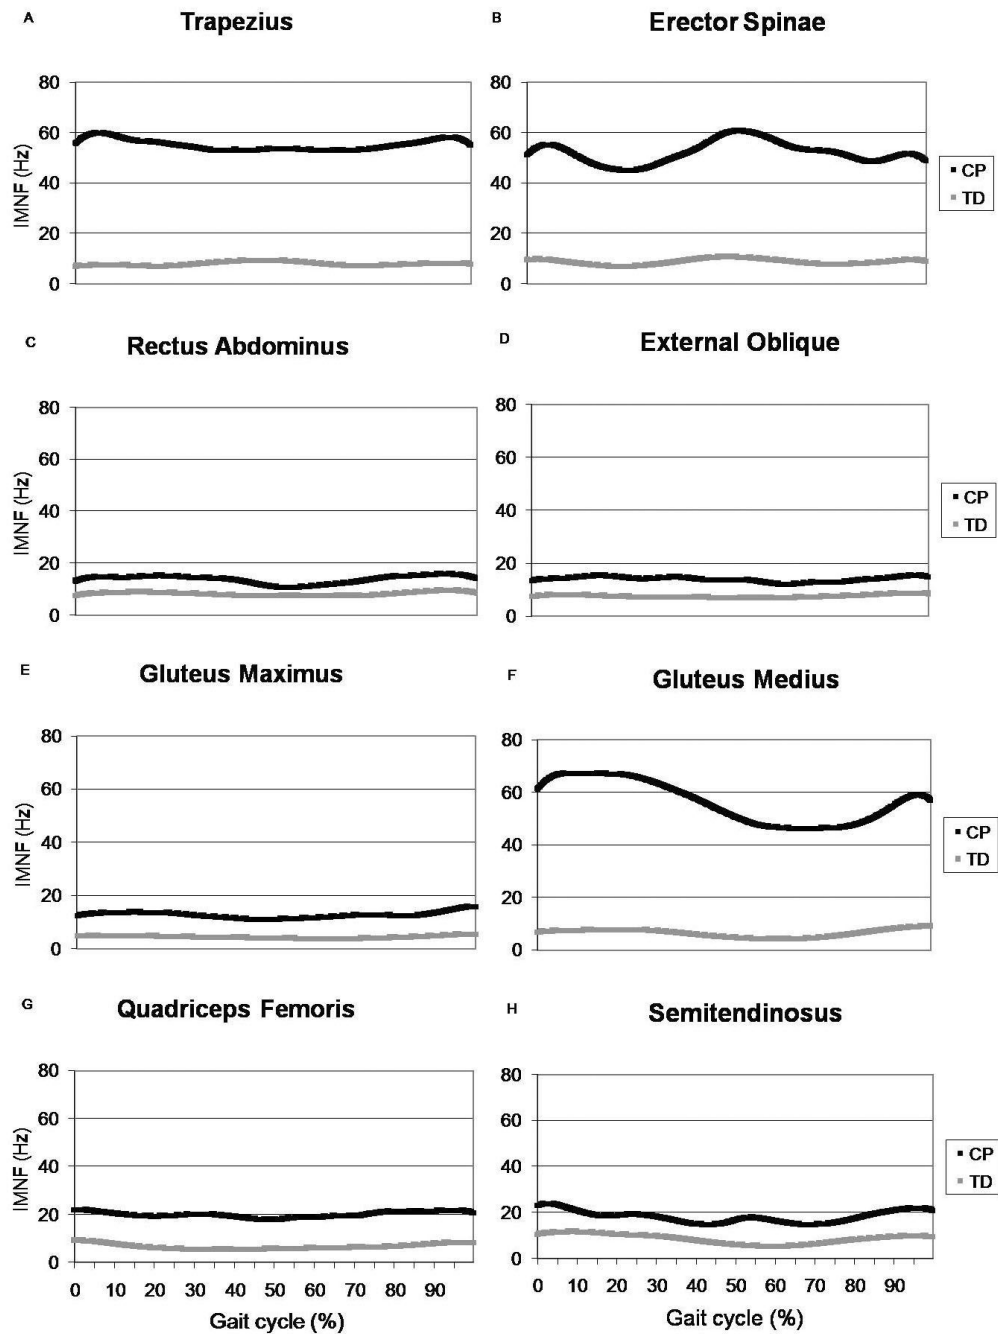 A
Trapezius
80
60
40
20
0
IMNF (Hz)
B
Erector Spinae
80
60
40
20
0
CP
TD
C
Rectus Abdominus
80
60
40
20
0
IMNF (Hz)
D
External Oblique
80
60
40
20
0
CP
TD
E
Gluteus Maximus
80
60
40
20
0
IMNF (Hz)
F
Gluteus Medius
80
60
40
20
0
CP
TD
G
Quadriceps Femoris
80
60
40
20
0
IMNF (Hz)
0 10 20 30 40 50 60 70 80 90
Gait cycle (%)
H
Semitendinosus
80
60
40
20
0
0 10 20 30 40 50 60 70 80 90
Gait cycle (%)
CP
TD